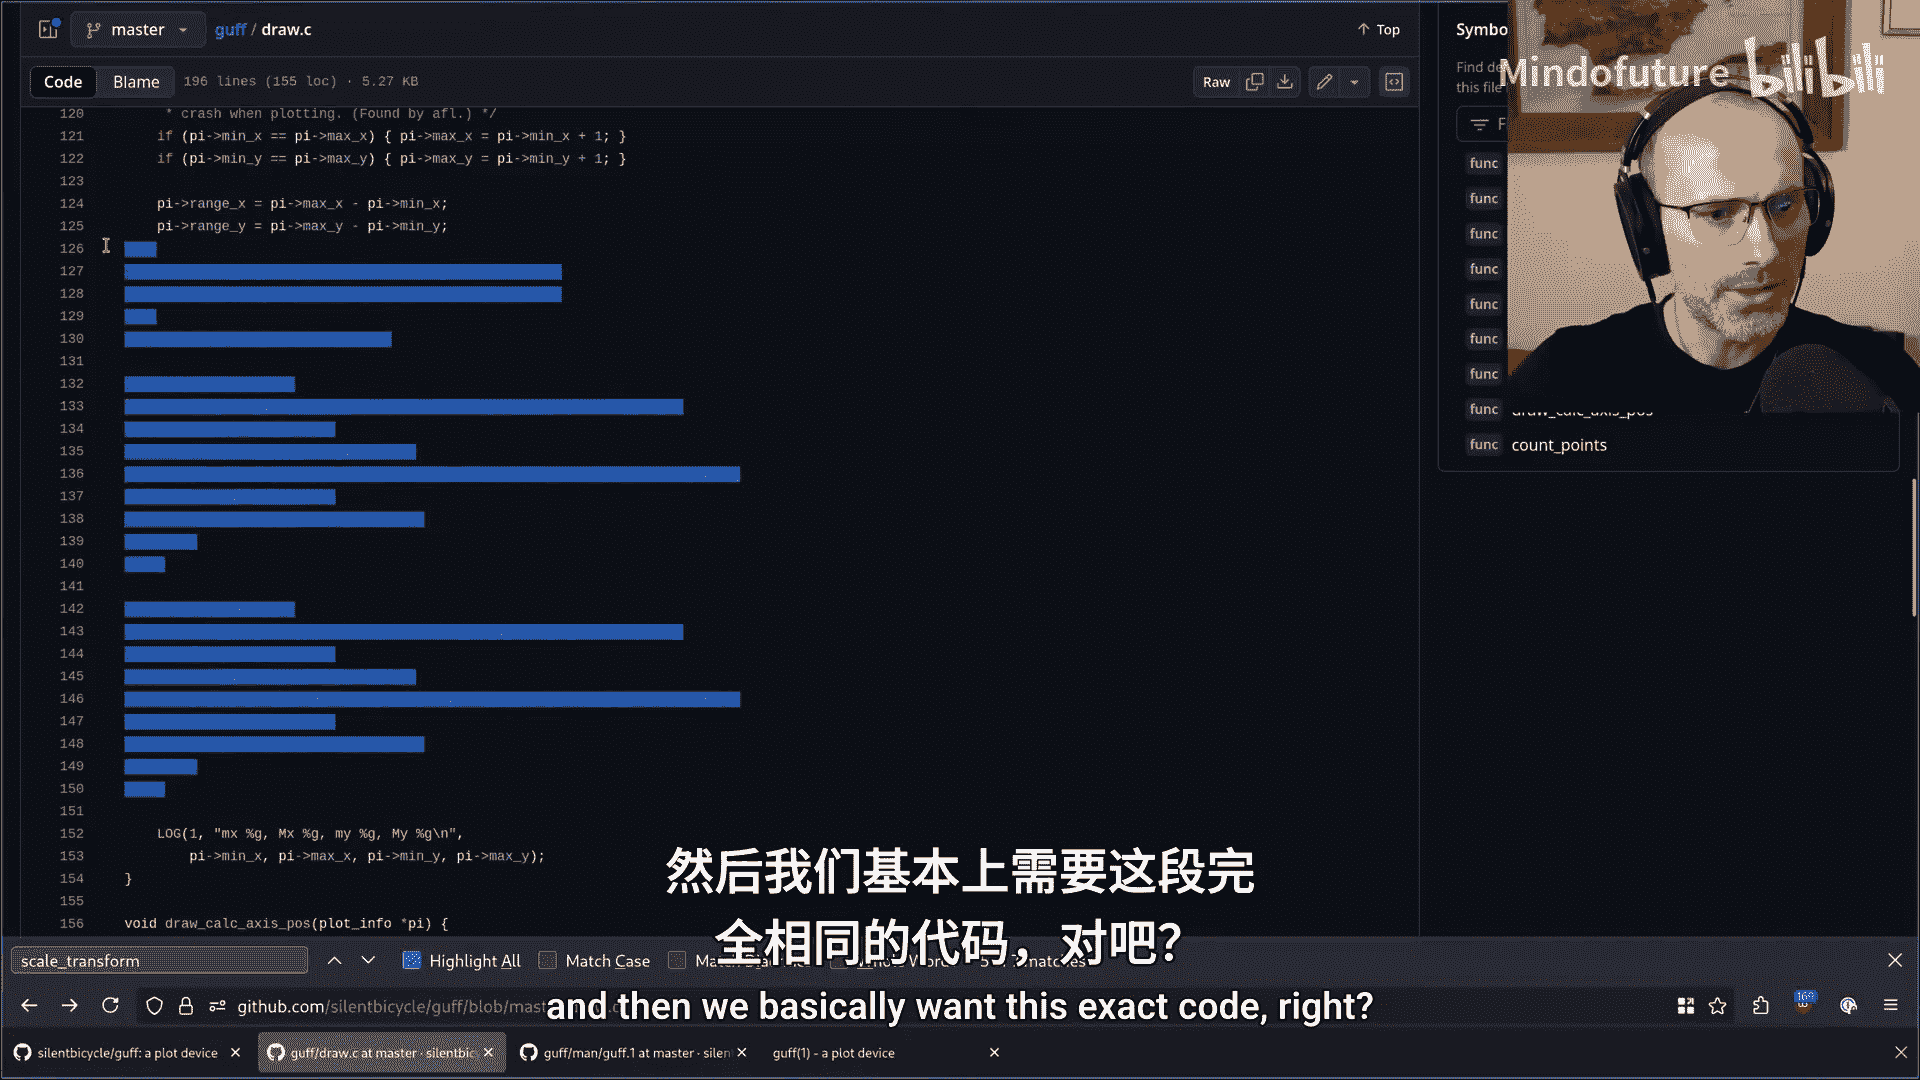 master
guff / draw.c
Top
Code
Blame
196 lines (155 loc) · 5.27 KB
Raw
Symbo
Find de
this file
F
Mindofuture bilibili
120 * crash when plotting. (Found by afl.) */
121 if (pi->min_x == pi->max_x) { pi->max_x = pi->min_x + 1; }
122 if (pi->min_y == pi->max_y) { pi->max_y = pi->min_y + 1; }
123
124 pi->range_x = pi->max_x - pi->min_x;
125 pi->range_y = pi->max_y - pi->min_y;
126
127
128
129
130
131
132
133
134
135
136
137
138
139
140
141
142
143
144
145
146
147
148
149
150
151
152 LOG(1, "mx %g, Mx %g, my %g, My %g\n",
153 pi->min_x, pi->max_x, pi->min_y, pi->max_y);
154 }
155
156 void draw_calc_axis_pos(plot_info *pi) {
func
func
func
func
func
func
func
func draw_calc_axis_pos
func count_points
然后我们基本上需要这段完
全相同的代码，对吧？
and then we basically want this exact code, right?
scale_transform
Highlight All
Match Case
github.com/silentbicycle/guff/blob/mast
169
silentbicycle/guff: a plot device
guff/draw.c at master · silentbic
guff/man/guff.1 at master · silen
guff(1) - a plot device